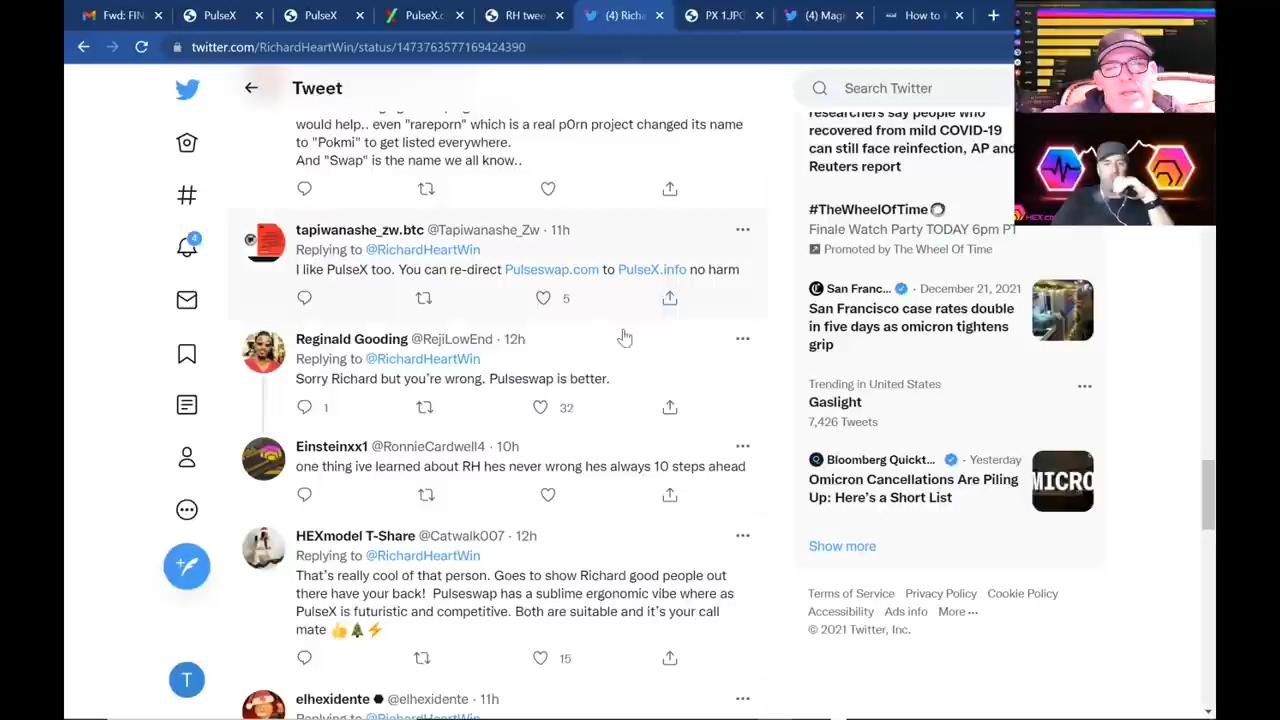 Fwd: FIN
PulseX
PulseX
PulseX.c
RH twee
(4) Richa
PX 1.JPG
(4) Mag
How to
twitter.com/RichardHeartWin/status/1473763577169424390
Tweet
Search Twitter
would help.. even "rareporn" which is a real p0rn project changed its name
to "Pokmi" to get listed everywhere.
And "Swap" is the name we all know..
tapiwanashe_zw.btc @Tapiwanashe_Zw · 11h
Replying to @RichardHeartWin
I like PulseX too. You can re-direct Pulseswap.com to PulseX.info no harm
5
Reginald Gooding @RejiLowEnd · 12h
Replying to @RichardHeartWin
Sorry Richard but you're wrong. Pulseswap is better.
1
32
Einsteinxx1 @RonnieCardwell4 · 10h
one thing ive learned about RH hes never wrong hes always 10 steps ahead
HEXmodel T-Share @Catwalk007 · 12h
Replying to @RichardHeartWin
That's really cool of that person. Goes to show Richard good people out
there have your back! Pulseswap has a sublime ergonomic vibe where as
PulseX is futuristic and competitive. Both are suitable and it's your call
mate 👍🎄⚡
15
elhexidente @elhexidente · 11h
Replying to @RichardHeartWin
4
T
researchers say people who
recovered from mild COVID-19
can still face reinfection, AP and
Reuters report
#TheWheelOfTime
Finale Watch Party TODAY 6pm PT
Promoted by The Wheel Of Time
San Franc... · December 21, 2021
San Francisco case rates double
in five days as omicron tightens
grip
Trending in United States
Gaslight
7,426 Tweets
Bloomberg Quickt... · Yesterday
Omicron Cancellations Are Piling
Up: Here's a Short List
MICRO
Show more
Terms of Service Privacy Policy Cookie Policy
Accessibility Ads info More ···
© 2021 Twitter, Inc.
HEX.co